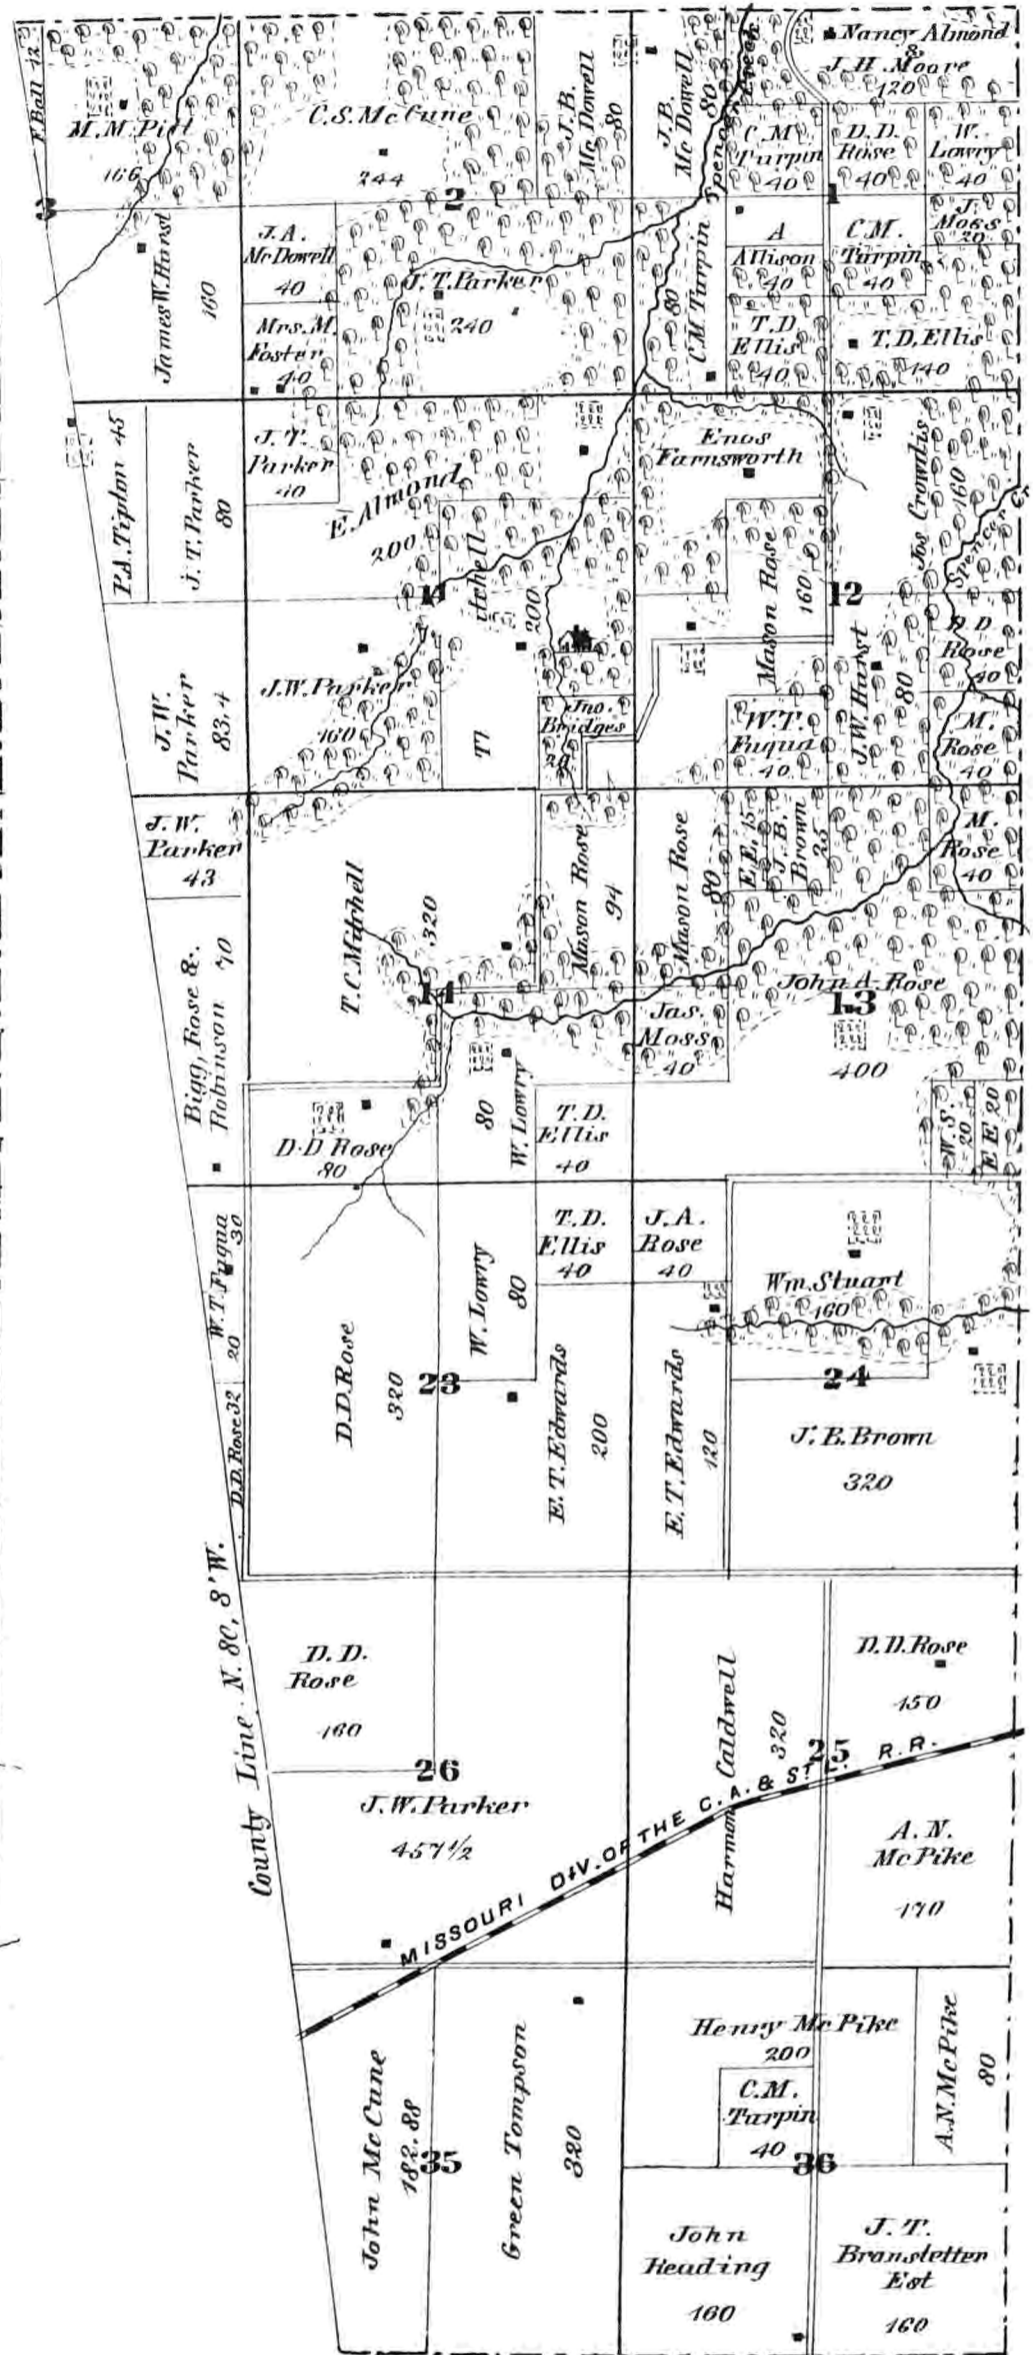 F. Ball 42
M. M. Pitt
166
3
C. S. McCune
244
2
J. B.
McDowell
80
J. B.
McDowell
80
Spencer Creek
Nancy Almond
&
J. H. Moore
120
C. M.
Turpin
40
D. D.
Rose
40
W.
Lowry
40
1
James W. Hurst
160
J. A.
McDowell
40
Mrs. M.
Foster
40
J. T. Parker
240
C. M. Turpin
80
A
Allison
40
C. M.
Turpin
40
J.
Moss
20
T. D.
Ellis
40
T. D. Ellis
140
P. A. Tipton 45
J. T. Parker
80
J. T.
Parker
40
E. Almond
200
11
Enos
Farnsworth
Mason Rose
160
12
Jos Crowdis
160
Spencer Cr.
J. W.
Parker
83.4
J. W. Parker
160
T
itchell
200
Jno.
Bridges
20
W. T.
Fuqua
40
J. W. Hurst
80
D. D.
Rose
40
M.
Rose
40
J. W.
Parker
43
Bigg, Rose &
Robinson 70
T. C. Mitchell
320
14
Mason Rose
94
Mason Rose
80
E. E. 15
J. B.
Brown
25
M.
Rose
40
John A. Rose
13
400
Jas.
Moss
40
D. D Rose
80
W. Lowry
80
T. D.
Ellis
40
W. S.
20
E E 20
W. T. Fuqua
30
20
D. D. Rose 32
D. D. Rose
320
23
W. Lowry
80
T. D.
Ellis
40
J. A.
Rose
40
E. T. Edwards
200
E. T. Edwards
120
Wm. Stuart
160
24
J. B. Brown
320
County Line N. 80, 8' W.
D. D.
Rose
160
26
J. W. Parker
457 1/2
Harmon Caldwell
320
25
D. D. Rose
150
MISSOURI DIV. OF THE C. A. & ST. L. R. R.
A. N.
McPike
170
John McCune
182.88
35
Green Tompson
320
Henry McPike
200
C. M.
Turpin
40
36
A. N. McPike
80
John
Reading
160
J. T.
Branstetter
Est
160